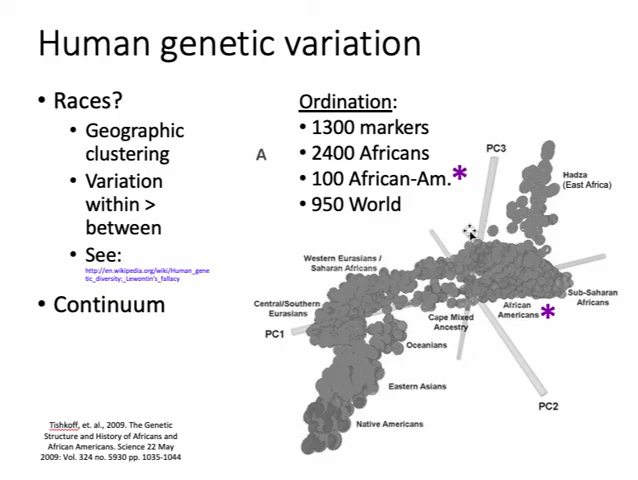 Human genetic variation
• Races?
• Geographic
clustering
• Variation
within >
between
• See:
http://en.wikipedia.org/wiki/Human_gene
tic_diversity:_Lewontin's_fallacy
• Continuum
Tishkoff, et. al., 2009. The Genetic
Structure and History of Africans and
African Americans. Science 22 May
2009: Vol. 324 no. 5930 pp. 1035-1044
Ordination:
• 1300 markers
• 2400 Africans
• 100 African-Am.*
• 950 World
A
PC3
Hadza
(East Africa)
Western Eurasians /
Saharan Africans
Central/Southern
Eurasians
PC1
Cape Mixed
Ancestry
African
Americans *
Sub-Saharan
Africans
Oceanians
Eastern Asians
PC2
Native Americans